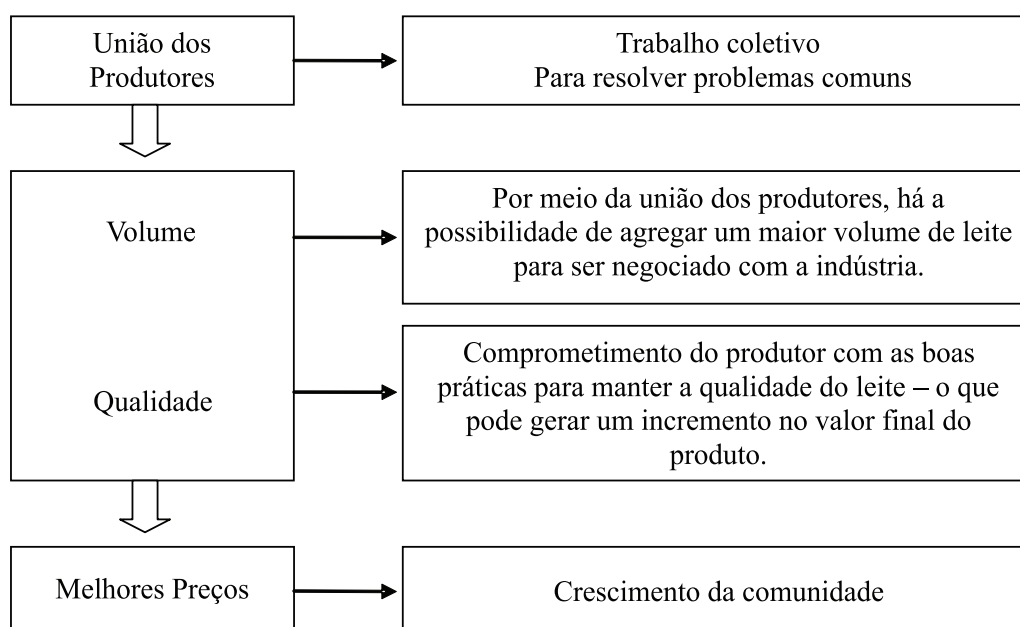 União dos
Produtores
Trabalho coletivo
Para resolver problemas comuns
Volume
Por meio da união dos produtores, há a
possibilidade de agregar um maior volume de leite
para ser negociado com a indústria.
Qualidade
Comprometimento do produtor com as boas
práticas para manter a qualidade do leite – o que
pode gerar um incremento no valor final do
produto.
Melhores Preços
Crescimento da comunidade